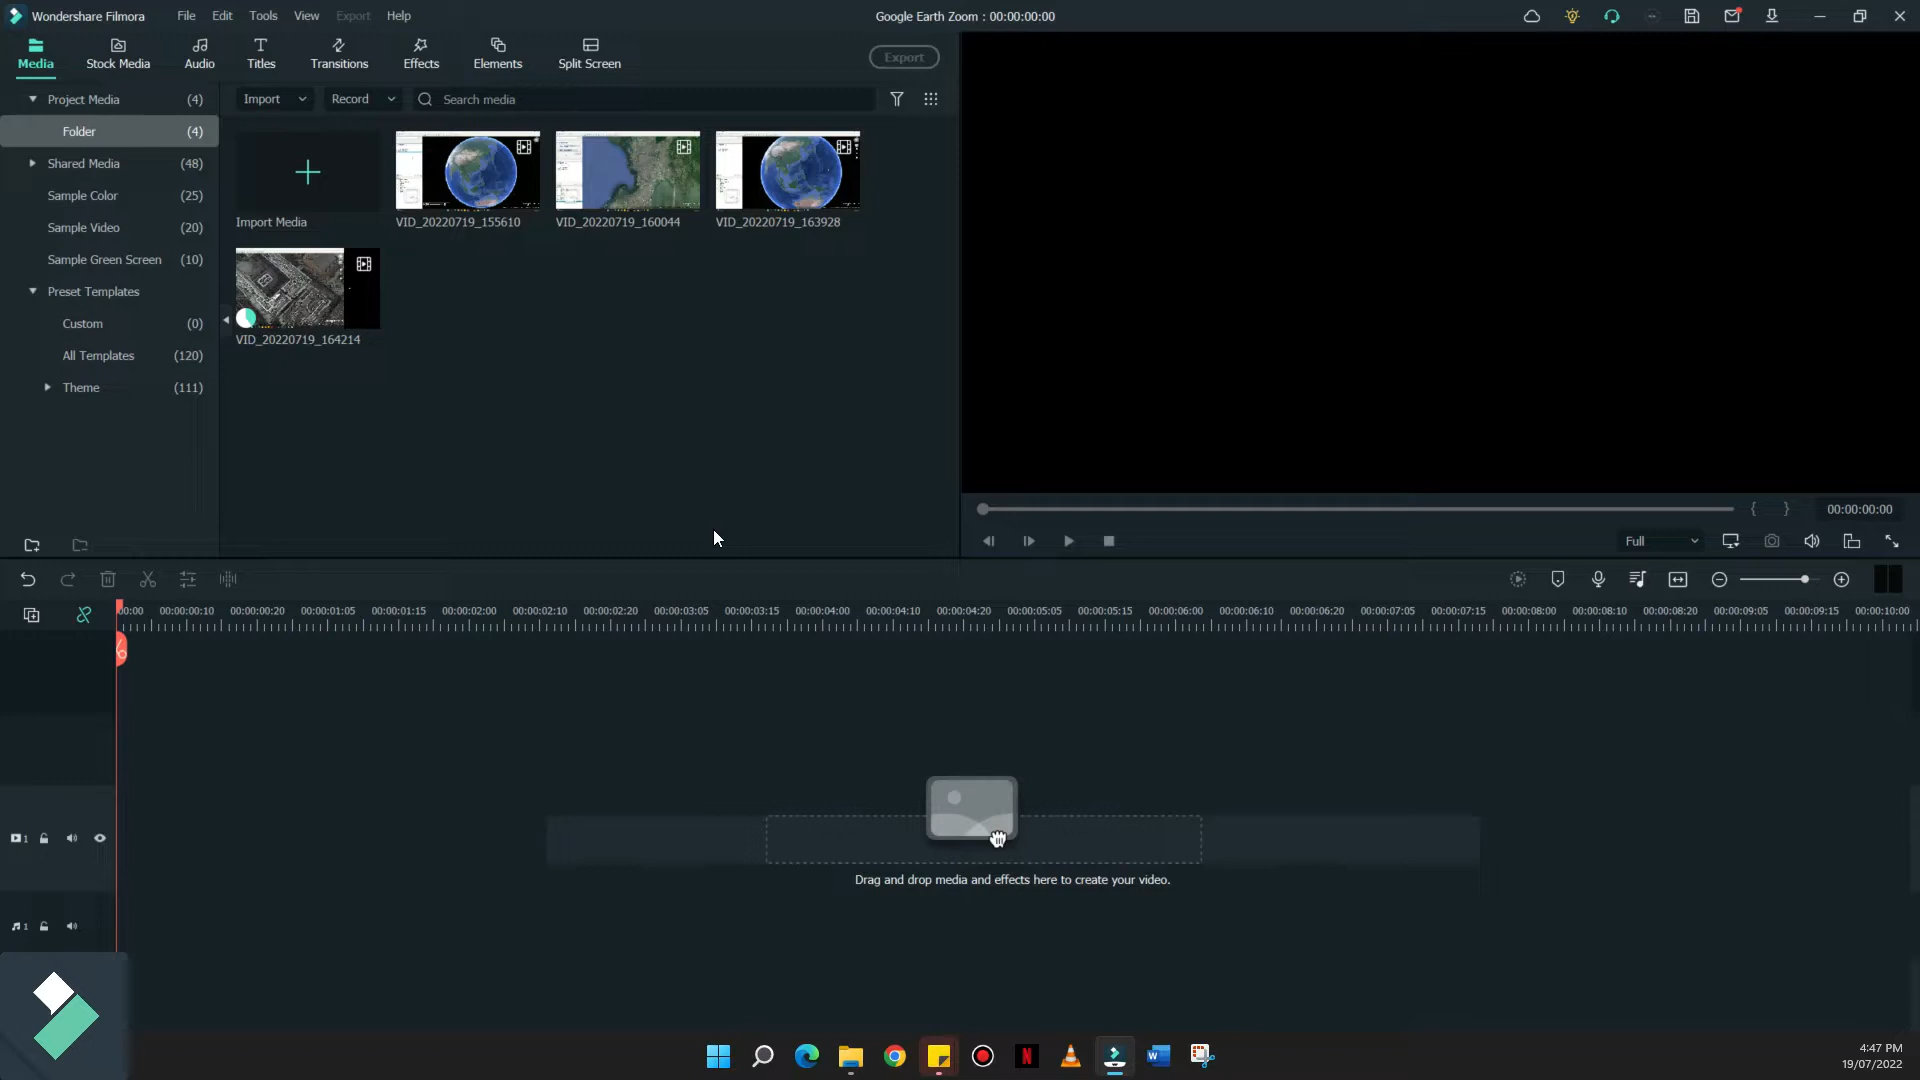 Wondershare Filmora File Edit Tools View Export Help Google Earth Zoom : 00:00:00:00
Media Stock Media Audio Titles Transitions Effects Elements Split Screen Export
Project Media (4) Import Record Search media
Folder (4)
Shared Media (48)
Sample Color (25)
Sample Video (20)
Sample Green Screen (10)
Preset Templates
Custom (0)
All Templates (120)
Theme (111)
Import Media VID_20220719_155610 VID_20220719_160044 VID_20220719_163928
VID_20220719_164214
{ } 00:00:00:00
Full
00:00 00:00:00:10 00:00:00:20 00:00:01:05 00:00:01:15 00:00:02:00 00:00:02:10 00:00:02:20 00:00:03:05 00:00:03:15 00:00:04:00 00:00:04:10 00:00:04:20 00:00:05:05 00:00:05:15 00:00:06:00 00:00:06:10 00:00:06:20 00:00:07:05 00:00:07:15 00:00:08:00 00:00:08:10 00:00:08:20 00:00:09:05 00:00:09:15 00:00:10:00
1
Drag and drop media and effects here to create your video.
1
N W
4:47 PM
19/07/2022